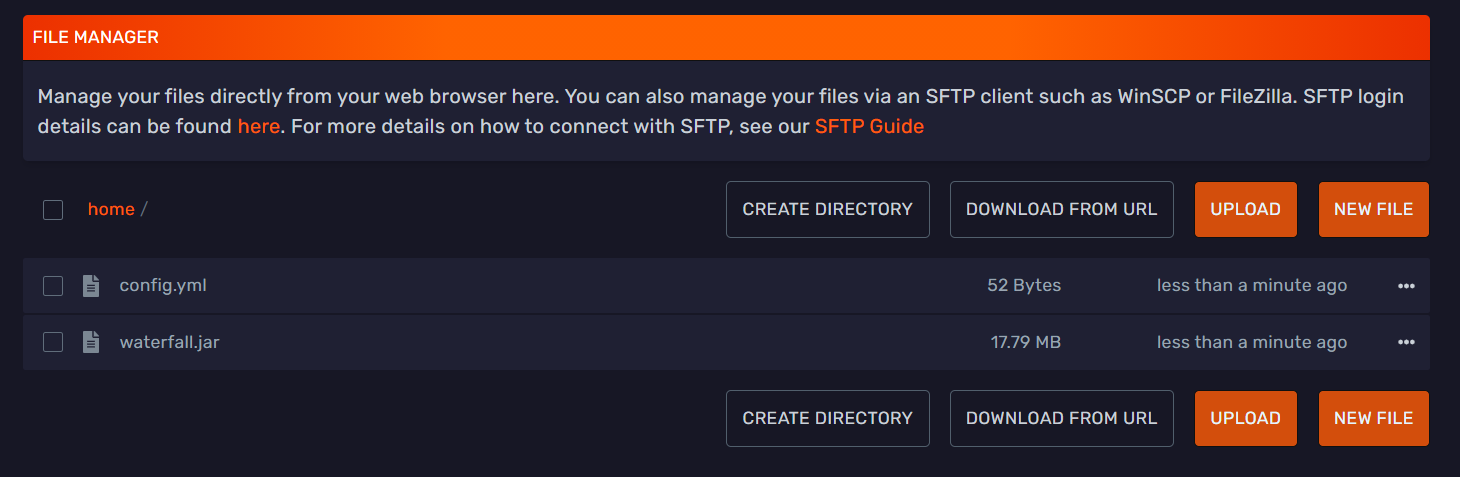 FILE MANAGER
Manage your files directly from your web browser here. You can also manage your files via an SFTP client such as WinSCP or FileZilla. SFTP login
details can be found here. For more details on how to connect with SFTP, see our SFTP Guide
home / CREATE DIRECTORY DOWNLOAD FROM URL UPLOAD NEW FILE
config.yml 52 Bytes less than a minute ago
waterfall.jar 17.79 MB less than a minute ago
CREATE DIRECTORY DOWNLOAD FROM URL UPLOAD NEW FILE